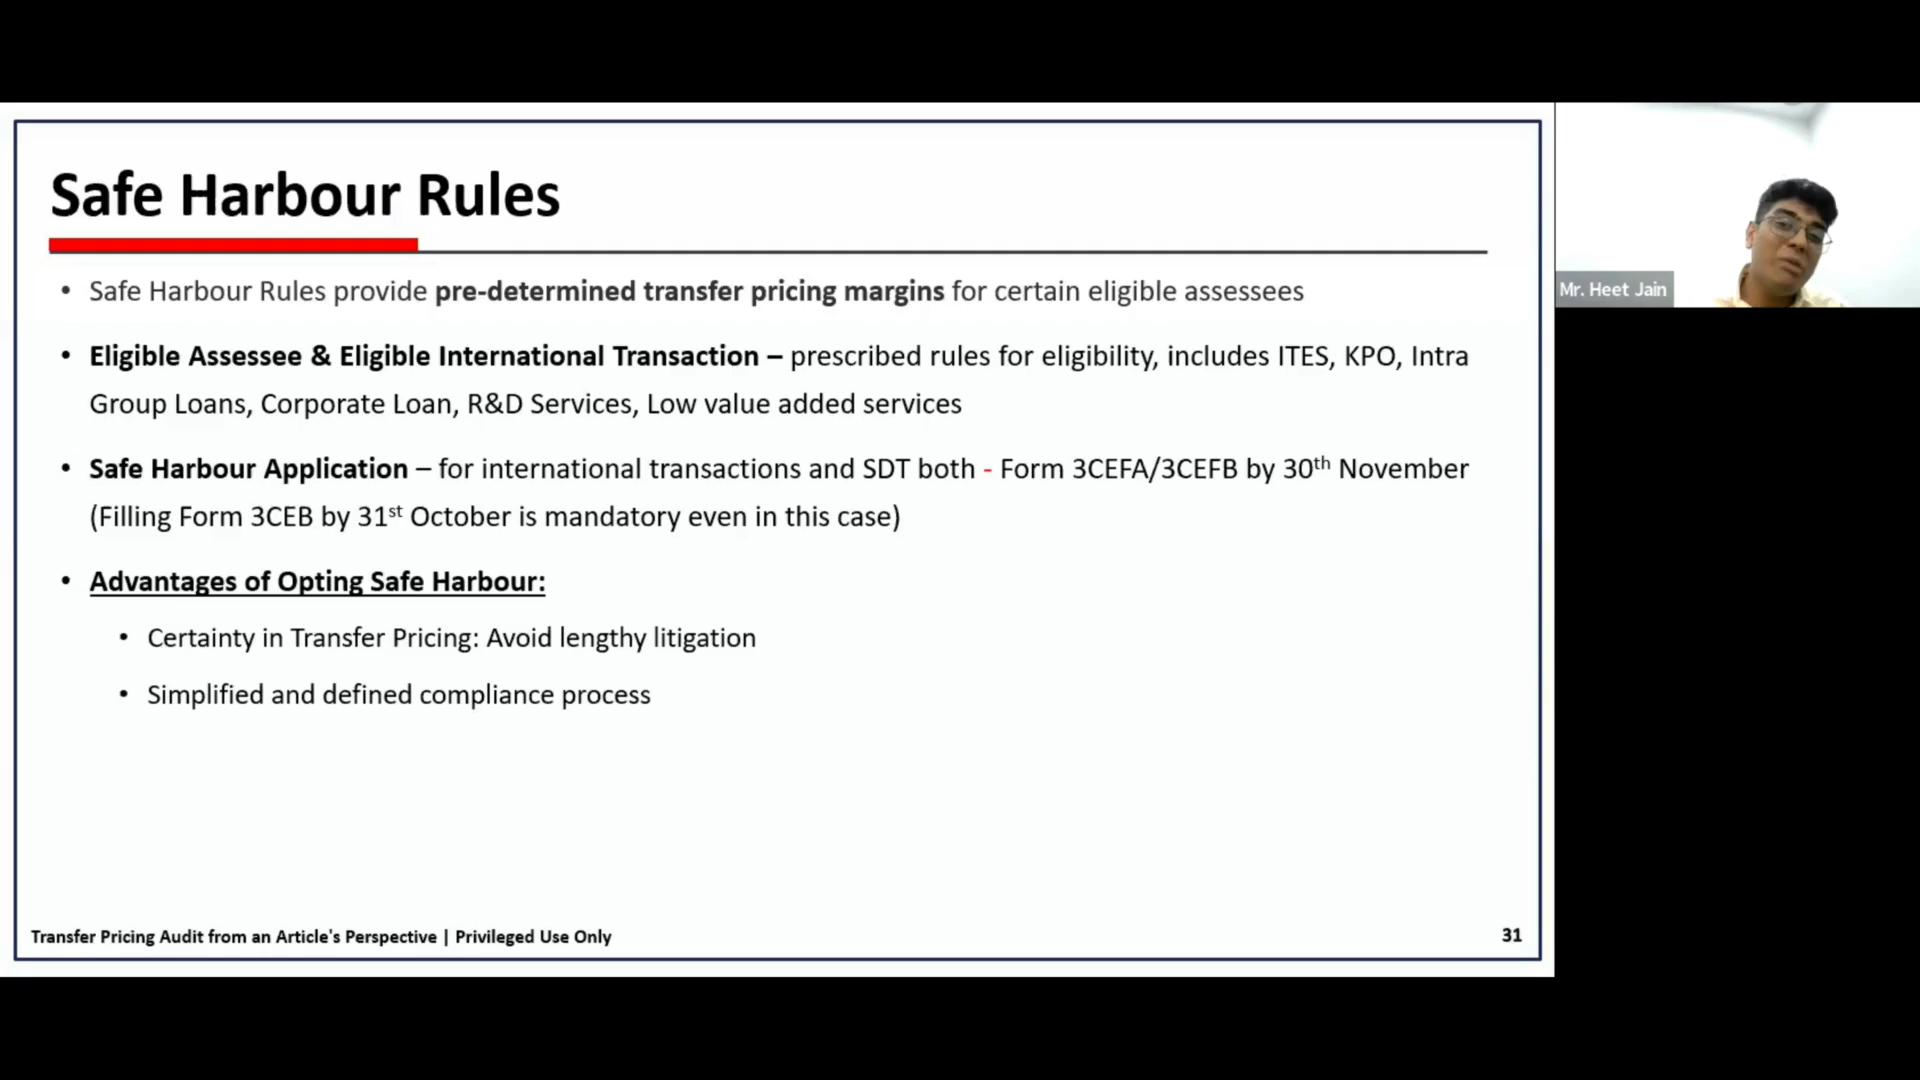 Safe Harbour Rules
• Safe Harbour Rules provide pre-determined transfer pricing margins for certain eligible assessees
• Eligible Assessee & Eligible International Transaction – prescribed rules for eligibility, includes ITES, KPO, Intra
Group Loans, Corporate Loan, R&D Services, Low value added services
• Safe Harbour Application – for international transactions and SDT both - Form 3CEFA/3CEFB by 30th November
(Filling Form 3CEB by 31st October is mandatory even in this case)
• Advantages of Opting Safe Harbour:
• Certainty in Transfer Pricing: Avoid lengthy litigation
• Simplified and defined compliance process
Transfer Pricing Audit from an Article's Perspective | Privileged Use Only
31
Mr. Heet Jain